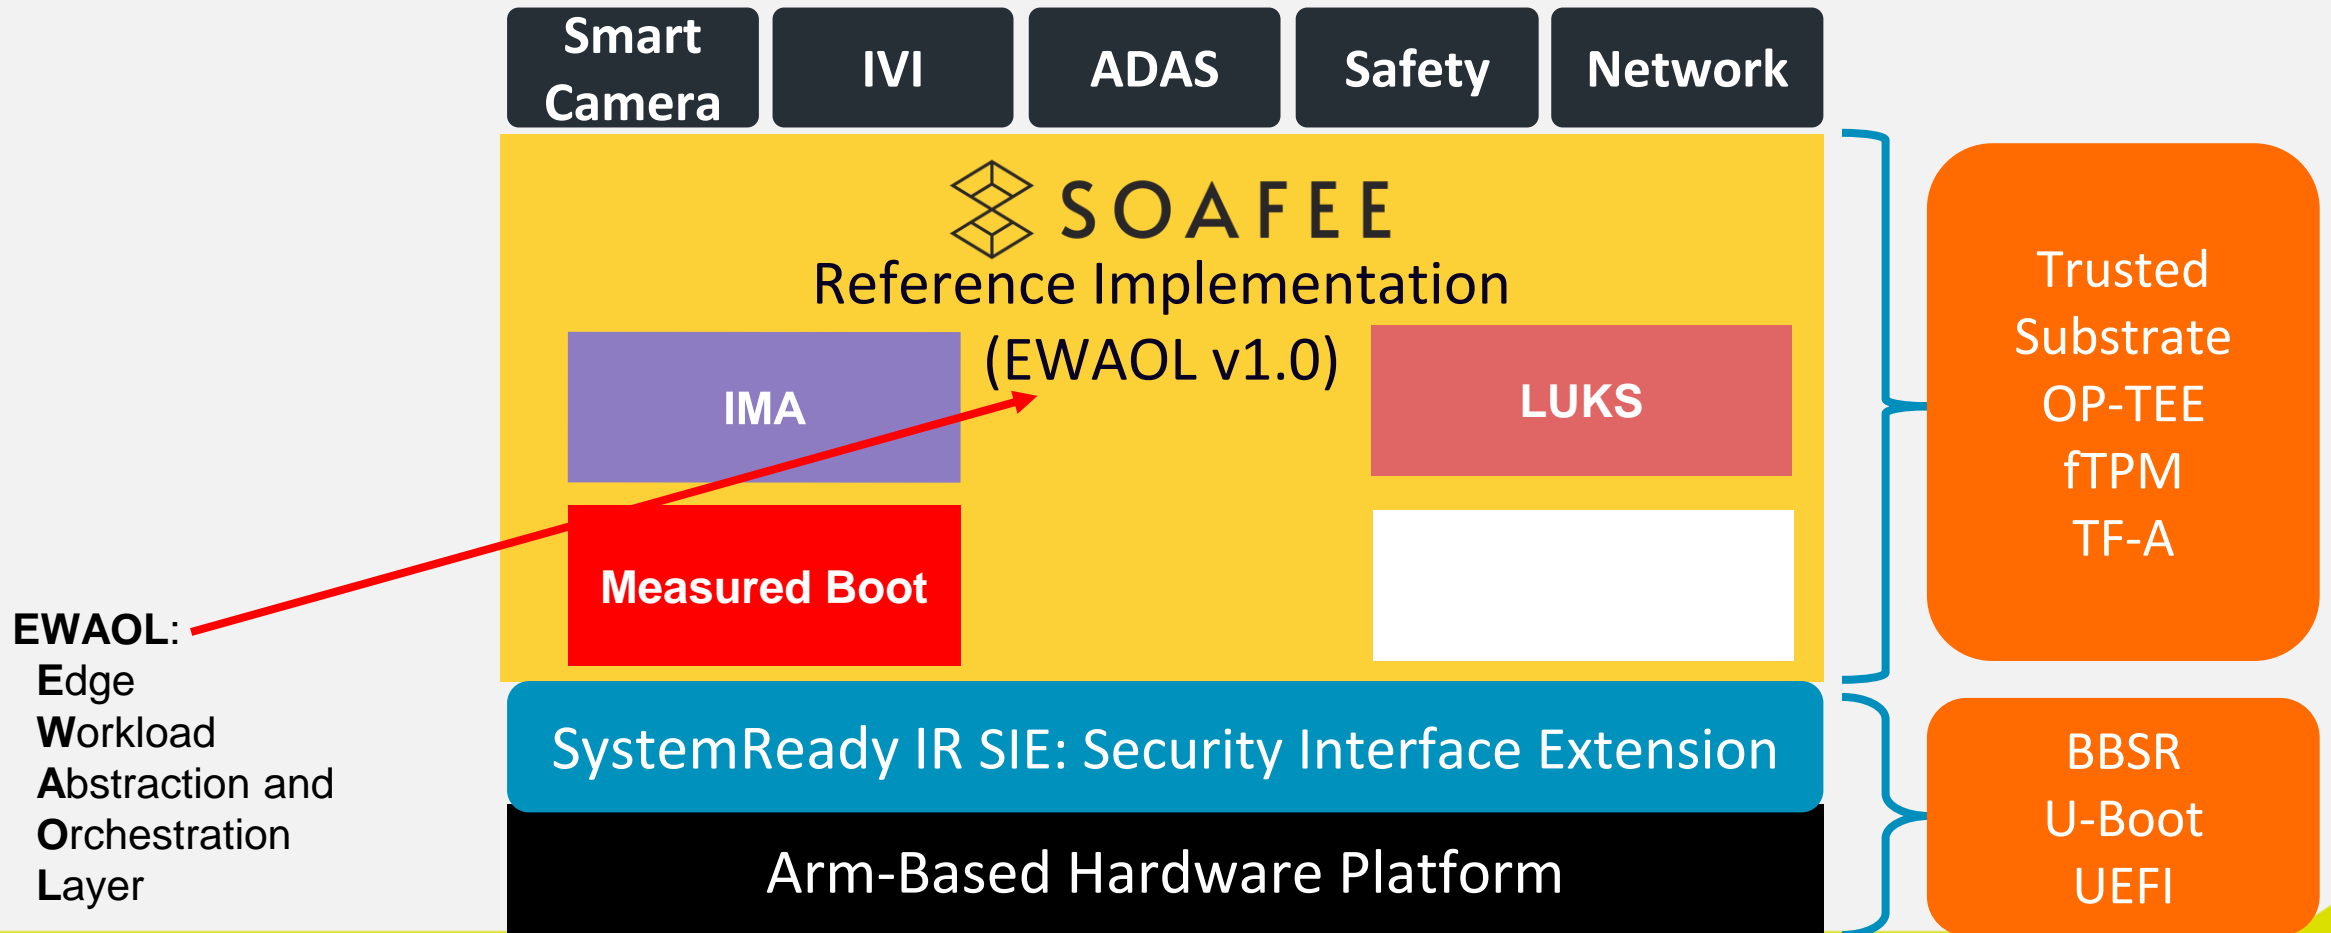 Smart
Camera
IVI
ADAS
Safety
Network
SOAFEE
Reference Implementation
(EWAOL v1.0)
IMA
LUKS
Measured Boot
SystemReady IR SIE: Security Interface Extension
Arm-Based Hardware Platform
EWAOL:
Edge
Workload
Abstraction and
Orchestration
Layer
Trusted
Substrate
OP-TEE
fTPM
TF-A
BBSR
U-Boot
UEFI